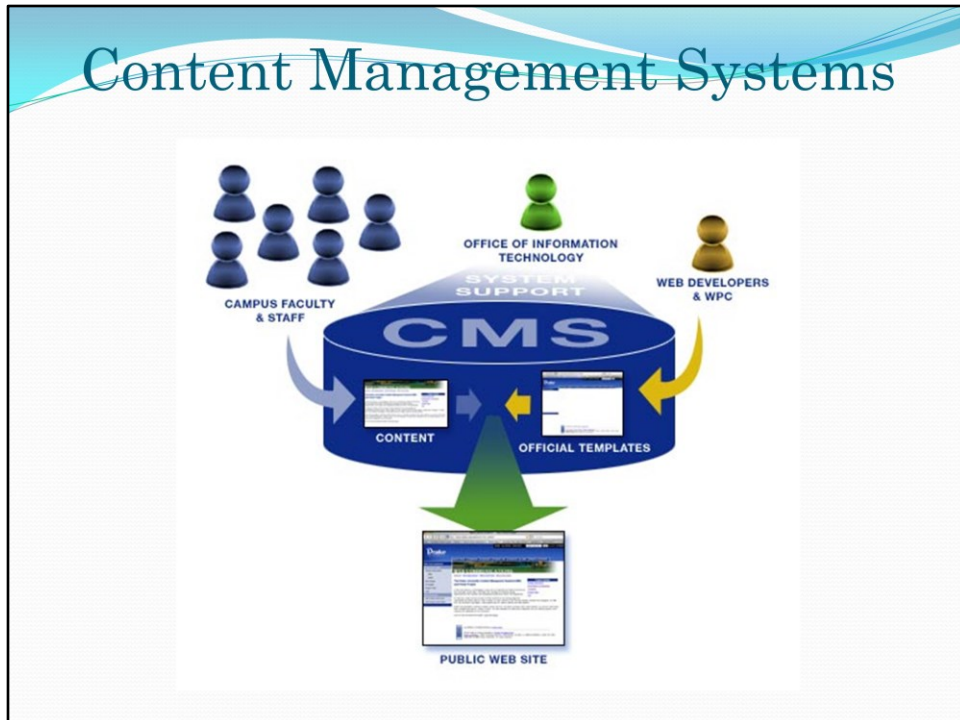 Content Management Systems
OFFICE OF INFORMATION
TECHNOLOGY
CAMPUS FACULTY
& STAFF
WEB DEVELOPERS
& WPC
SYSTEM
SUPPORT
CMS
CONTENT
OFFICIAL TEMPLATES
Drake
PUBLIC WEB SITE